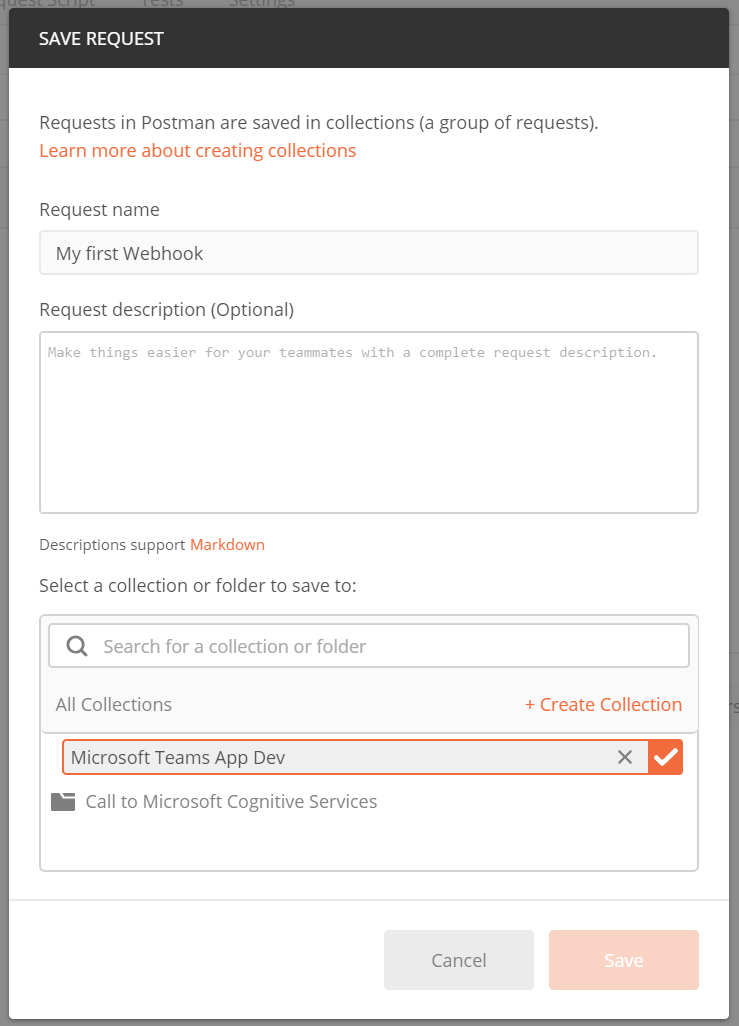 Tests
Settings
SAVE REQUEST
Requests in Postman are saved in collections (a group of requests).
Learn more about creating collections
Request name
My first Webhook
Request description (Optional)
Make things easier for your teammates with a complete request description.
Descriptions support Markdown
Select a collection or folder to save to:
Search for a collection or folder
All Collections
+ Create Collection
Microsoft Teams App Dev
Call to Microsoft Cognitive Services
Cancel
Save